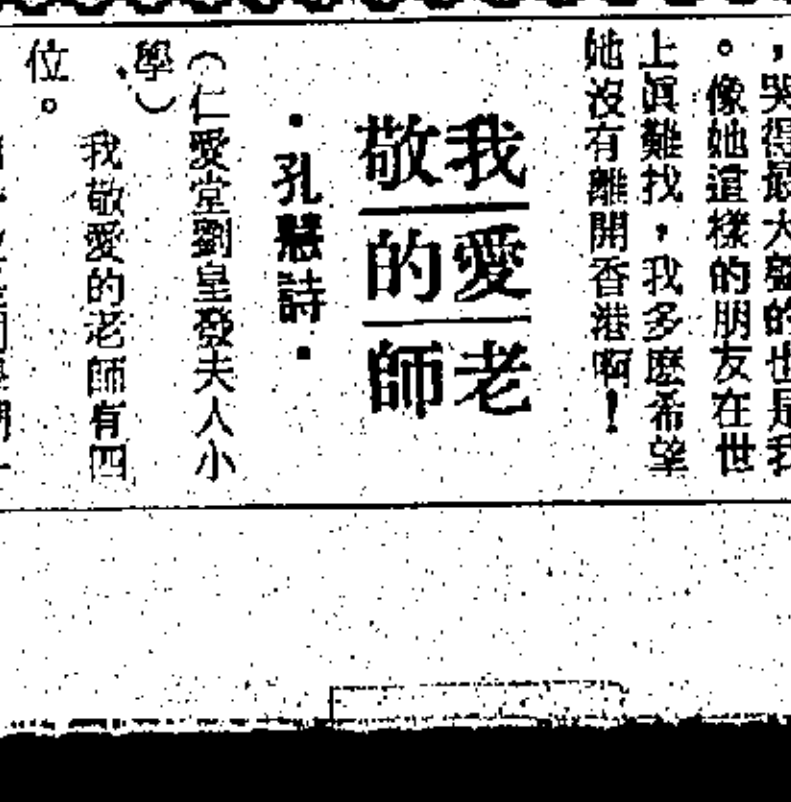 ，哭得最大聲的也是我
。像她這樣的朋友在世
上眞難找，我多麼希望
她沒有離開香港啊！
我敬
愛的
老師
·孔慧詩·
（仁愛堂劉皇發夫人小
學）
我敬愛的老師有四
位。